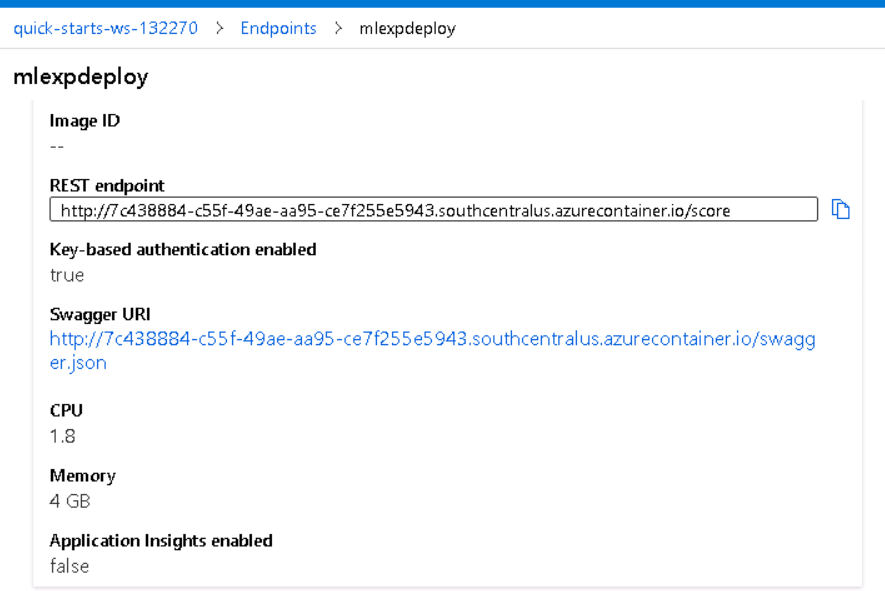 quick-starts-ws-132270 > Endpoints > mlexpdeploy
mlexpdeploy
Image ID
--
REST endpoint
http://7c438884-c55f-49ae-aa95-ce7f255e5943.southcentralus.azurecontainer.io/score
Key-based authentication enabled
true
Swagger URI
http://7c438884-c55f-49ae-aa95-ce7f255e5943.southcentralus.azurecontainer.io/swagg
er.json
CPU
1.8
Memory
4 GB
Application Insights enabled
false